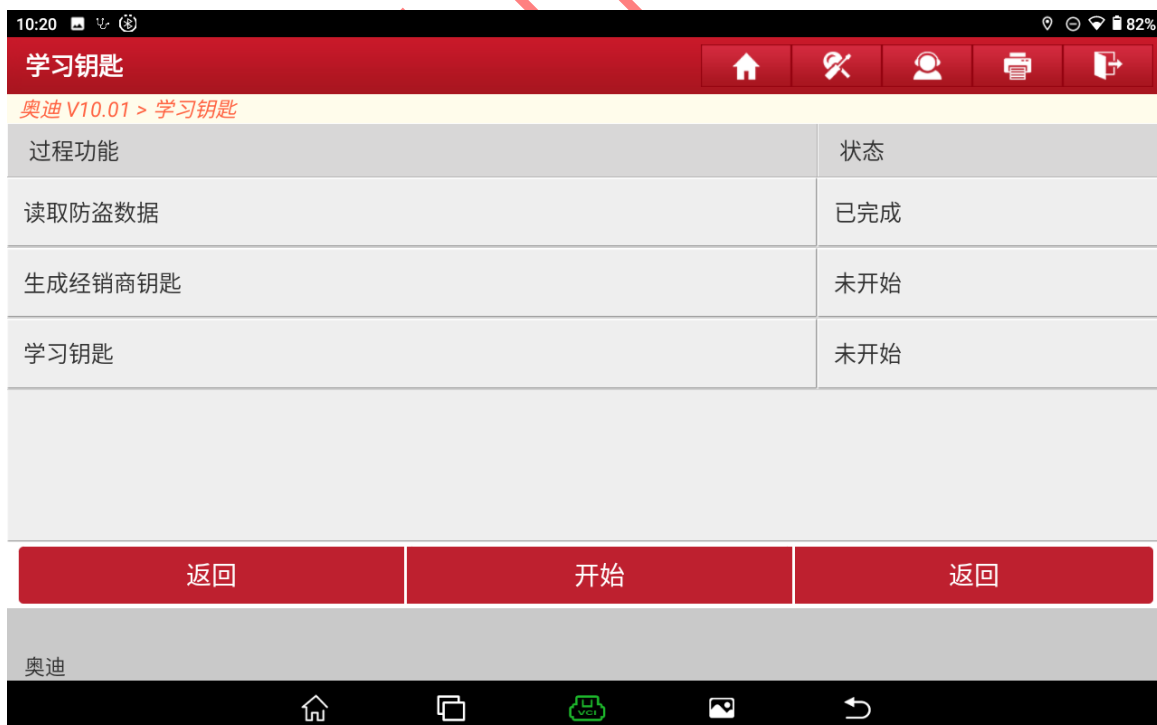 10:20 82%
学习钥匙
奥迪 V10.01 > 学习钥匙
过程功能 状态
读取防盗数据 已完成
生成经销商钥匙 未开始
学习钥匙 未开始
返回 开始 返回
奥迪
VCI